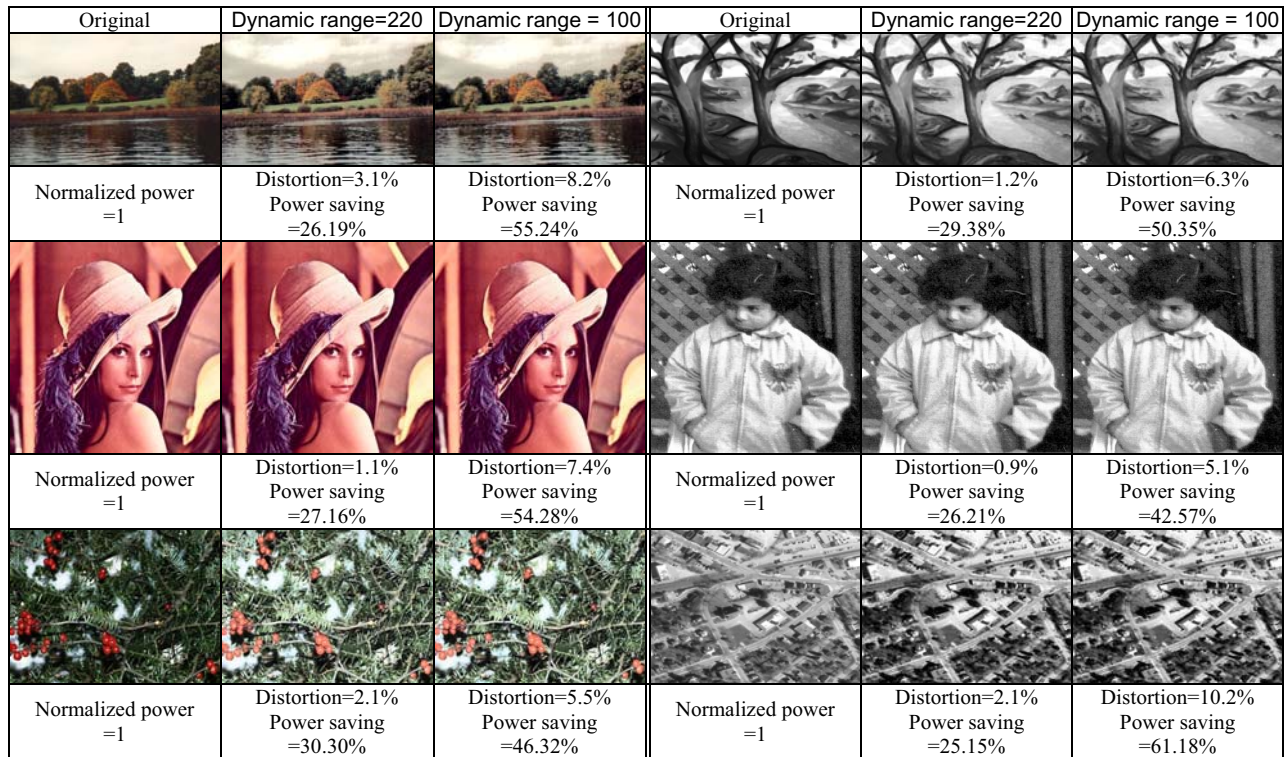 Original Dynamic range=220 Dynamic range = 100 Original Dynamic range=220 Dynamic range = 100
Normalized power
=1
Distortion=3.1%
Power saving
=26.19%
Distortion=8.2%
Power saving
=55.24%
Normalized power
=1
Distortion=1.2%
Power saving
=29.38%
Distortion=6.3%
Power saving
=50.35%
Normalized power
=1
Distortion=1.1%
Power saving
=27.16%
Distortion=7.4%
Power saving
=54.28%
Normalized power
=1
Distortion=0.9%
Power saving
=26.21%
Distortion=5.1%
Power saving
=42.57%
Normalized power
=1
Distortion=2.1%
Power saving
=30.30%
Distortion=5.5%
Power saving
=46.32%
Normalized power
=1
Distortion=2.1%
Power saving
=25.15%
Distortion=10.2%
Power saving
=61.18%